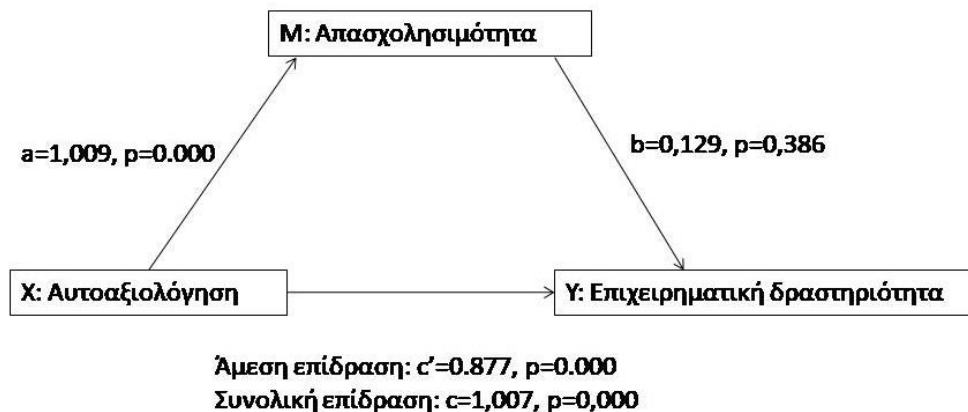 Μ: Απασχολησιμότητα
a=1,009, p=0.000
b=0,129, p=0,386
Χ: Αυτοαξιολόγηση
Υ: Επιχειρηματική δραστηριότητα
Άμεση επίδραση: c’=0.877, p=0.000
Συνολική επίδραση: c=1,007, p=0,000